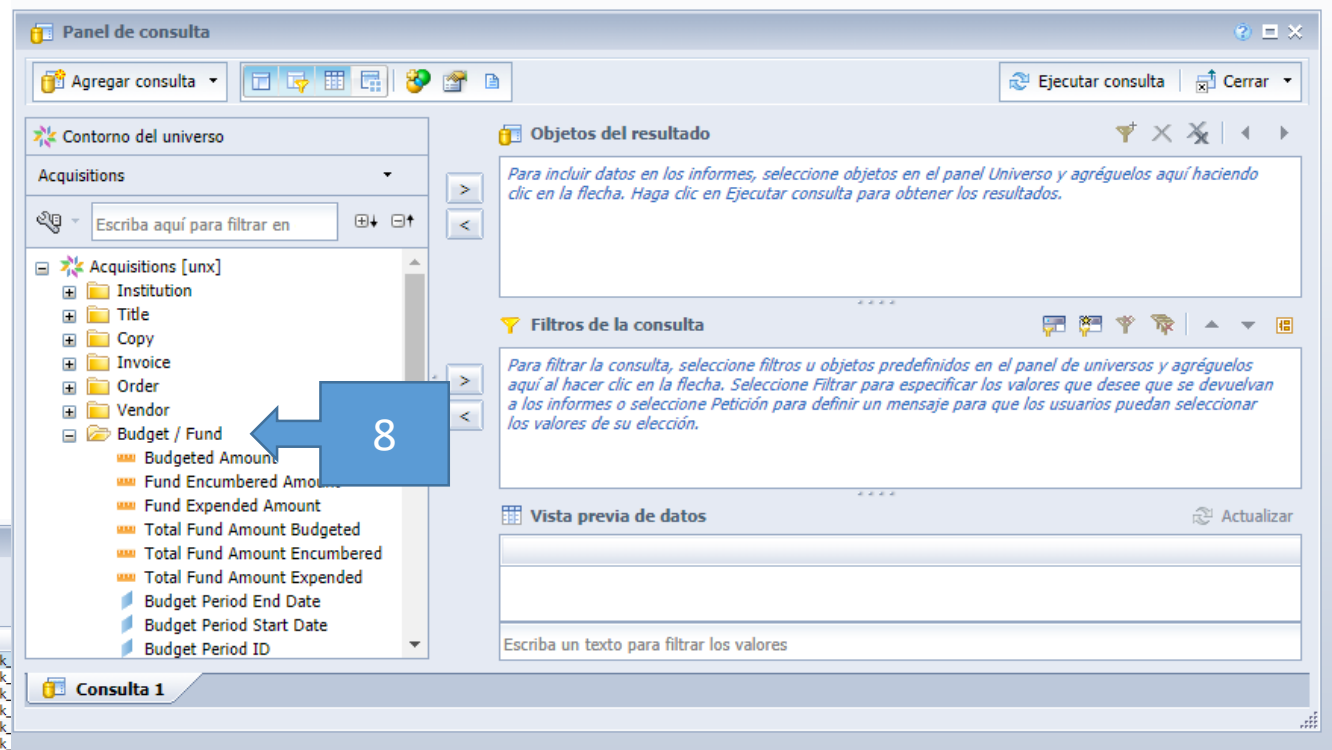 Panel de consulta
Agregar consulta
Ejecutar consulta
Cerrar
Contorno del universo
Acquisitions
Escriba aquí para filtrar en
Acquisitions [unx]
Institution
Title
Copy
Invoice
Order
Vendor
Budget / Fund
Budgeted Amount
Fund Encumbered Amount
Fund Expended Amount
Total Fund Amount Budgeted
Total Fund Amount Encumbered
Total Fund Amount Expended
Budget Period End Date
Budget Period Start Date
Budget Period ID
8
>
<
Objetos del resultado
Para incluir datos en los informes, seleccione objetos en el panel Universo y agréguelos aquí haciendo
clic en la flecha. Haga clic en Ejecutar consulta para obtener los resultados.
>
<
Filtros de la consulta
Para filtrar la consulta, seleccione filtros u objetos predefinidos en el panel de universos y agréguelos
aquí al hacer clic en la flecha. Seleccione Filtrar para especificar los valores que desee que se devuelvan
a los informes o seleccione Petición para definir un mensaje para que los usuarios puedan seleccionar
los valores de su elección.
Vista previa de datos
Actualizar
Escriba un texto para filtrar los valores
Consulta 1
k_
k_
k_
k_
k_
k_